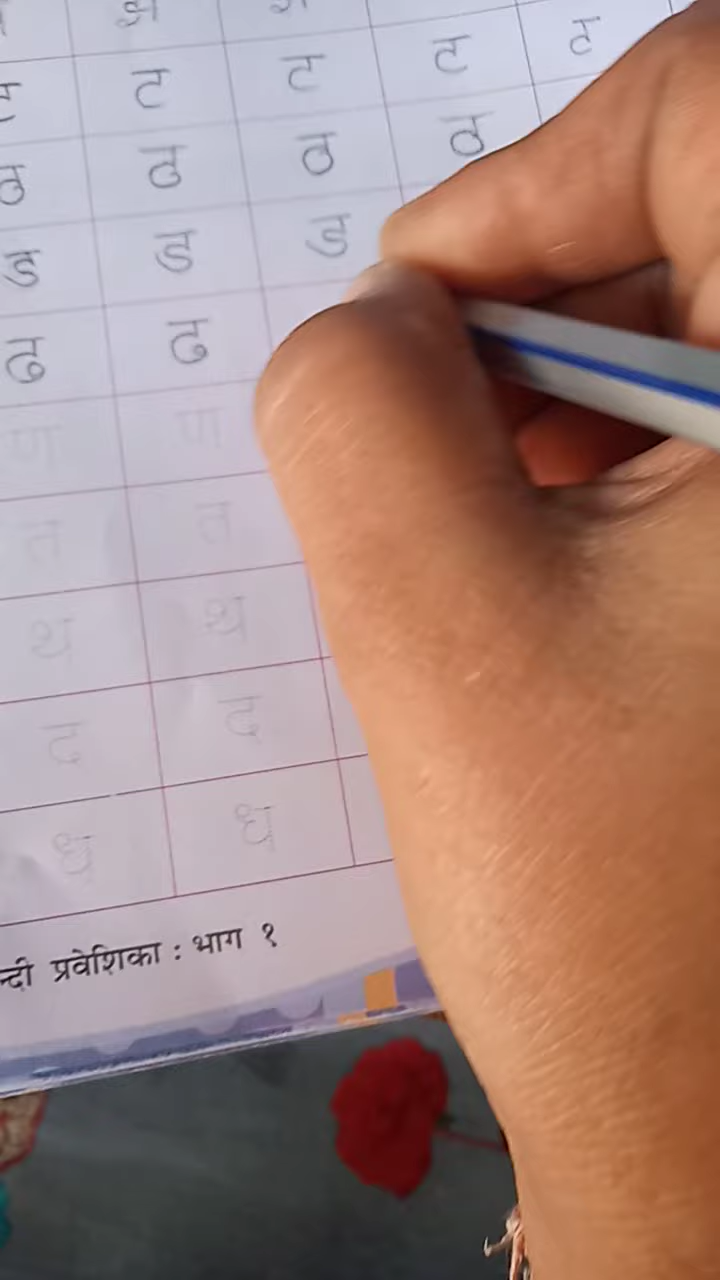 ट ट ट ट
ठ ठ ठ ठ
ड ड ड
ढ ढ
ण ण
त त
थ थ
द द
ध ध
प्रवेशिका : भाग १